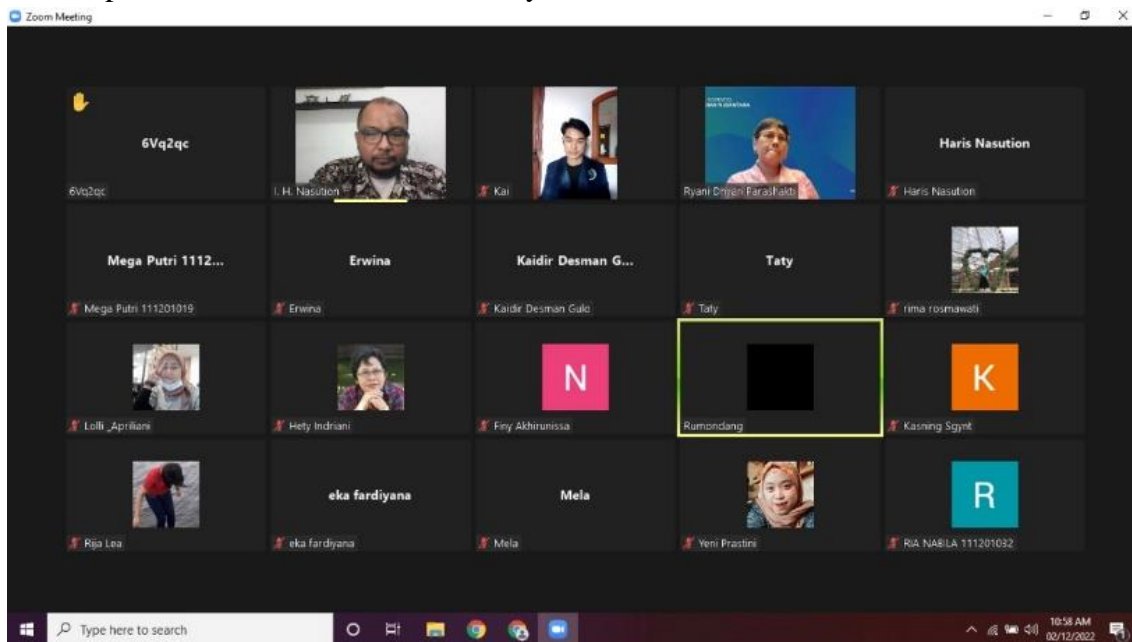 Zoom Meeting
6Vq2qc
6Vq2qc
I. H. Nasution
Kai
Ryani Dhyan Parashakti
Haris Nasution
Haris Nasution
Mega Putri 1112...
Mega Putri 111201019
Erwina
Erwina
Kaidir Desman G...
Kaidir Desman Gulo
Taty
Taty
rima rosmawati
Lolli _Apriliani
Hety Indriani
N
Finy Akhirunissa
Rumondang
K
Kasning Sgynt
Rija Lea
eka fardiyana
eka fardiyana
Mela
Mela
Yeni Prastini
R
RIA NABILA 111201032
Type here to search
10:58 AM
02/12/2022